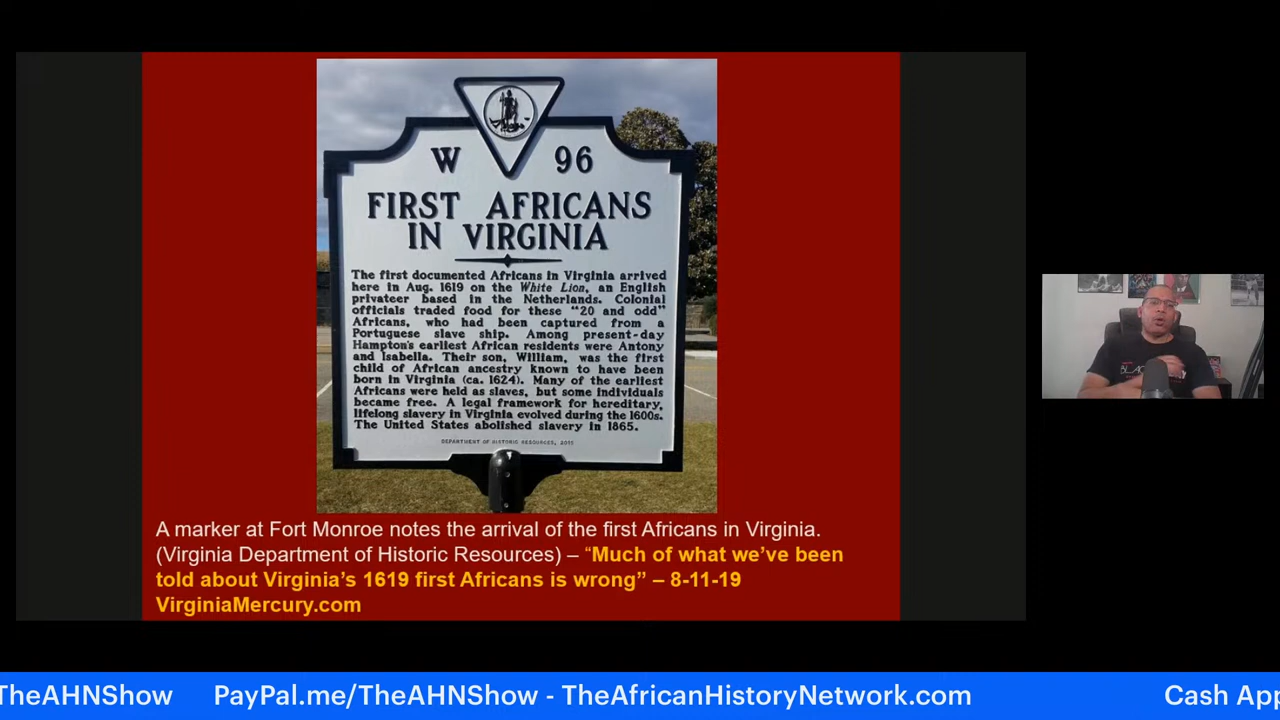 W 96
FIRST AFRICANS
IN VIRGINIA
The first documented Africans in Virginia arrived
here in Aug. 1619 on the White Lion, an English
privateer based in the Netherlands. Colonial
officials traded food for these “20 and odd”
Africans, who had been captured from a
Portuguese slave ship. Among present-day
Hampton's earliest African residents were Antony
and Isabella. Their son, William, was the first
child of African ancestry known to have been
born in Virginia (ca. 1624). Many of the earliest
Africans were held as slaves, but some individuals
became free. A legal framework for hereditary,
lifelong slavery in Virginia evolved during the 1600s.
The United States abolished slavery in 1865.
DEPARTMENT OF HISTORIC RESOURCES,
A marker at Fort Monroe notes the arrival of the first Africans in Virginia.
(Virginia Department of Historic Resources) – “Much of what we’ve been
told about Virginia’s 1619 first Africans is wrong” – 8-11-19
VirginiaMercury.com
TheAHNShow PayPal.me/TheAHNShow - TheAfricanHistoryNetwork.com Cash App